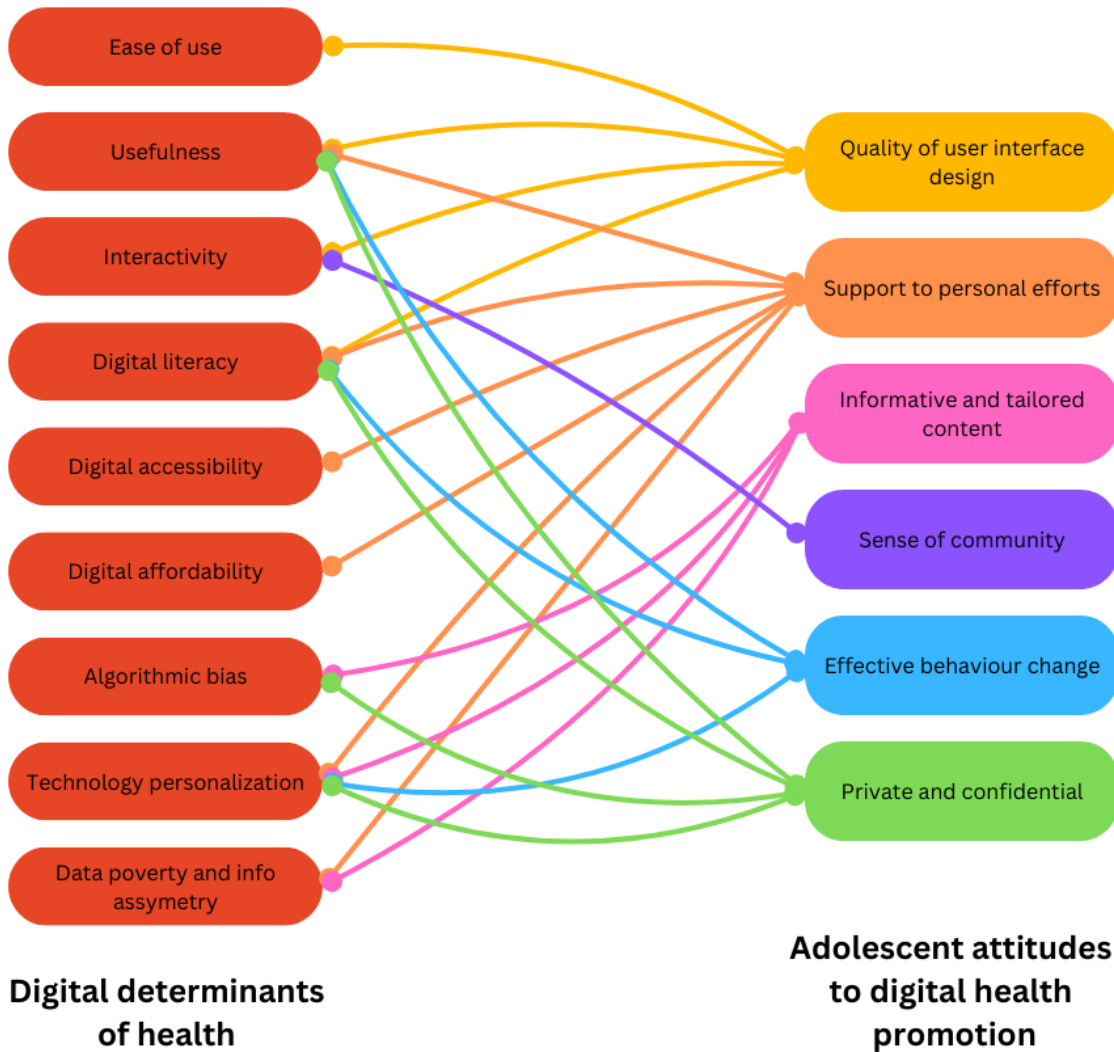 Ease of use
Usefulness
Interactivity
Digital literacy
Digital accessibility
Digital affordability
Algorithmic bias
Technology personalization
Data poverty and info
assymetry
Digital determinants
of health
Quality of user interface
design
Support to personal efforts
Informative and tailored
content
Sense of community
Effective behaviour change
Private and confidential
Adolescent attitudes
to digital health
promotion